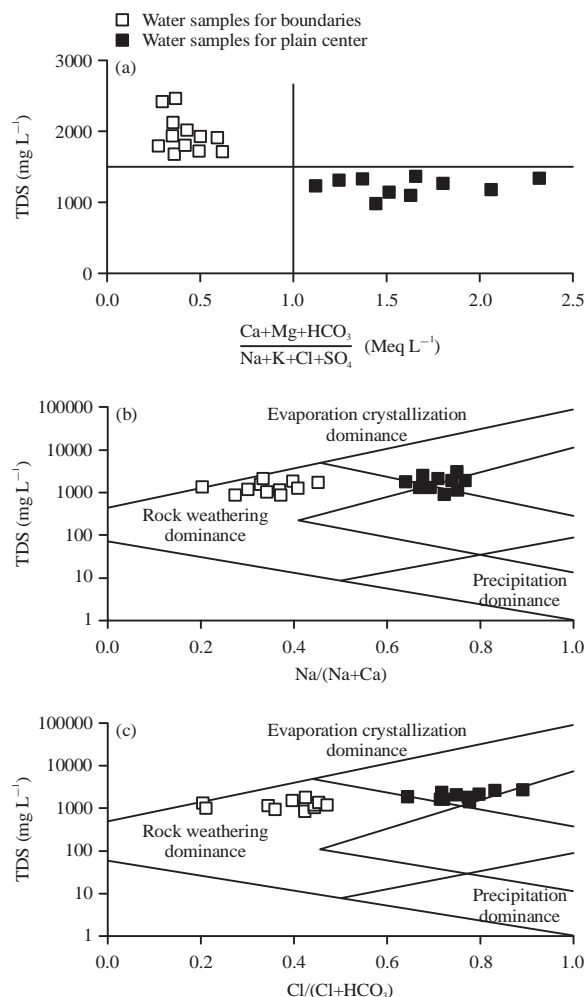 Water samples for boundaries
Water samples for plain center
(a)
3000
2000
1000
0
TDS (mg L⁻¹)
0.0 0.5 1.0 1.5 2.0 2.5
Ca+Mg+HCO₃
Na+K+Cl+SO₄
(Meq L⁻¹)
(b)
100000
10000
1000
100
10
1
TDS (mg L⁻¹)
Evaporation crystallization
dominance
Rock weathering
dominance
Precipitation
dominance
0.0 0.2 0.4 0.6 0.8 1.0
Na/(Na+Ca)
(c)
100000
10000
1000
100
10
1
TDS (mg L⁻¹)
Evaporation crystallization
dominance
Rock weathering
dominance
Precipitation
dominance
0.0 0.2 0.4 0.6 0.8 1.0
Cl/(Cl+HCO₃)